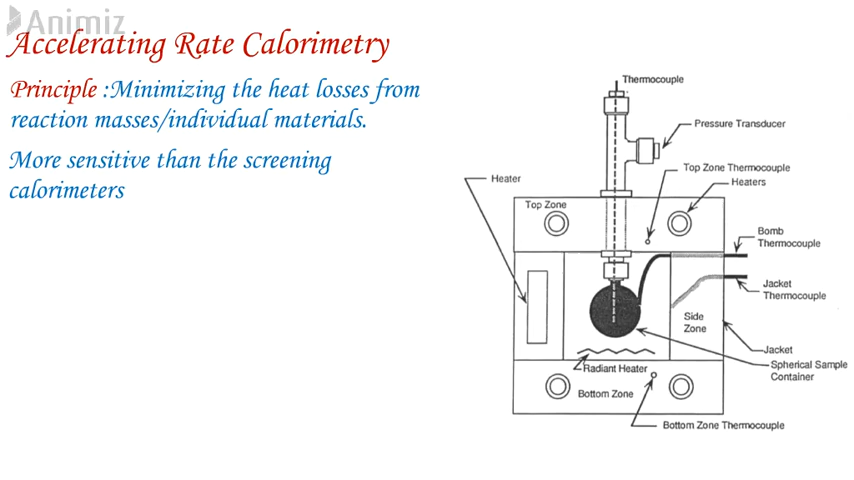 Animiz
Accelerating Rate Calorimetry
Principle :Minimizing the heat losses from
reaction masses/individual materials.
More sensitive than the screening
calorimeters
Thermocouple
Pressure Transducer
Top Zone Thermocouple
Heater
Heaters
Top Zone
Bomb
Thermocouple
Jacket
Thermocouple
Side
Zone
Jacket
Spherical Sample
Container
Radiant Heater
Bottom Zone
Bottom Zone Thermocouple